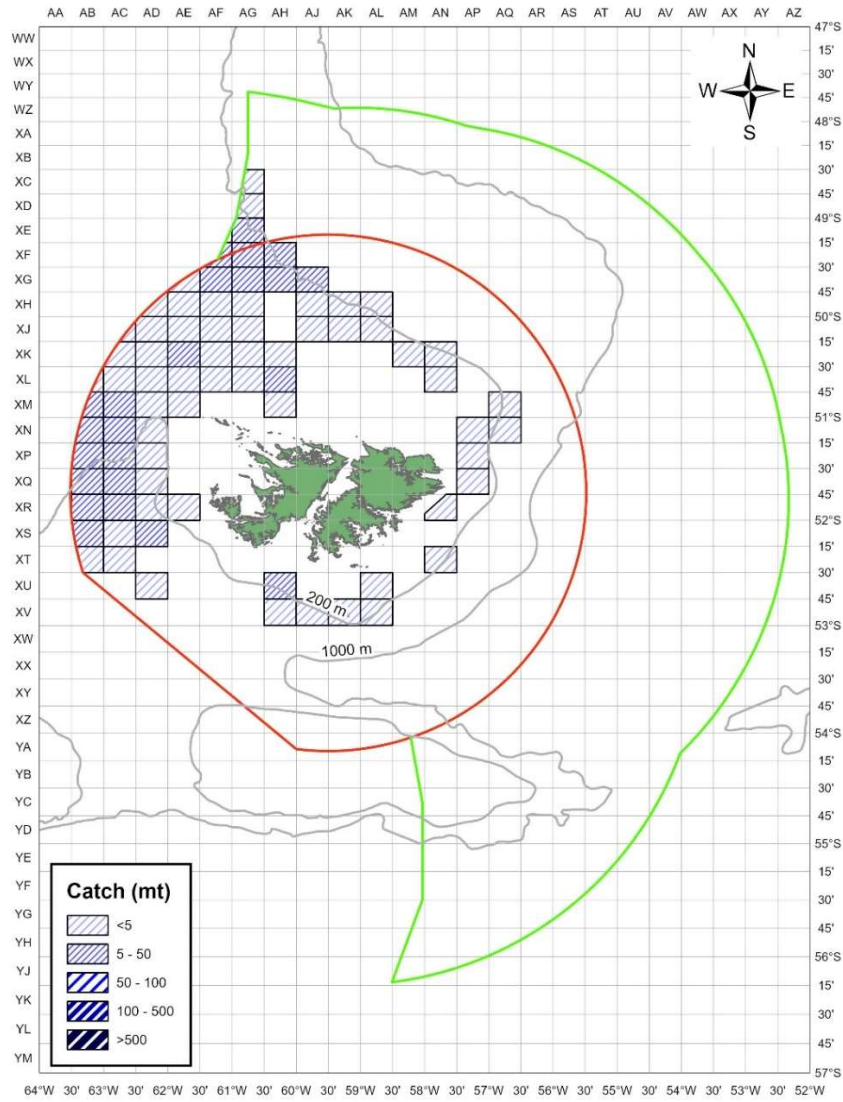 AA AB AC AD AE AF AG AH AJ AK AL AM AN AP AQ AR AS AT AU AV AW AX AY AZ
47°S
WW
15'
WX
30'
WY
45'
WZ
48°S
XA
15'
XB
30'
XC
45'
XD
49°S
XE
15'
XF
30'
XG
45'
XH
50°S
XJ
15'
XK
30'
XL
45'
XM
51°S
XN
15'
XP
30'
XQ
45'
XR
52°S
XS
15'
XT
30'
XU
45'
XV
53°S
XW
15'
XX
30'
XY
45'
XZ
54°S
YA
15'
YB
30'
YC
45'
YD
55°S
YE
15'
YF
30'
YG
45'
YH
56°S
YJ
15'
YK
30'
YL
45'
YM
57°S
N
W E
S
200 m
1000 m
Catch (mt)
<5
5 - 50
50 - 100
100 - 500
>500
64°W 30' 63°W 30' 62°W 30' 61°W 30' 60°W 30' 59°W 30' 58°W 30' 57°W 30' 56°W 30' 55°W 30' 54°W 30' 53°W 30' 52°W